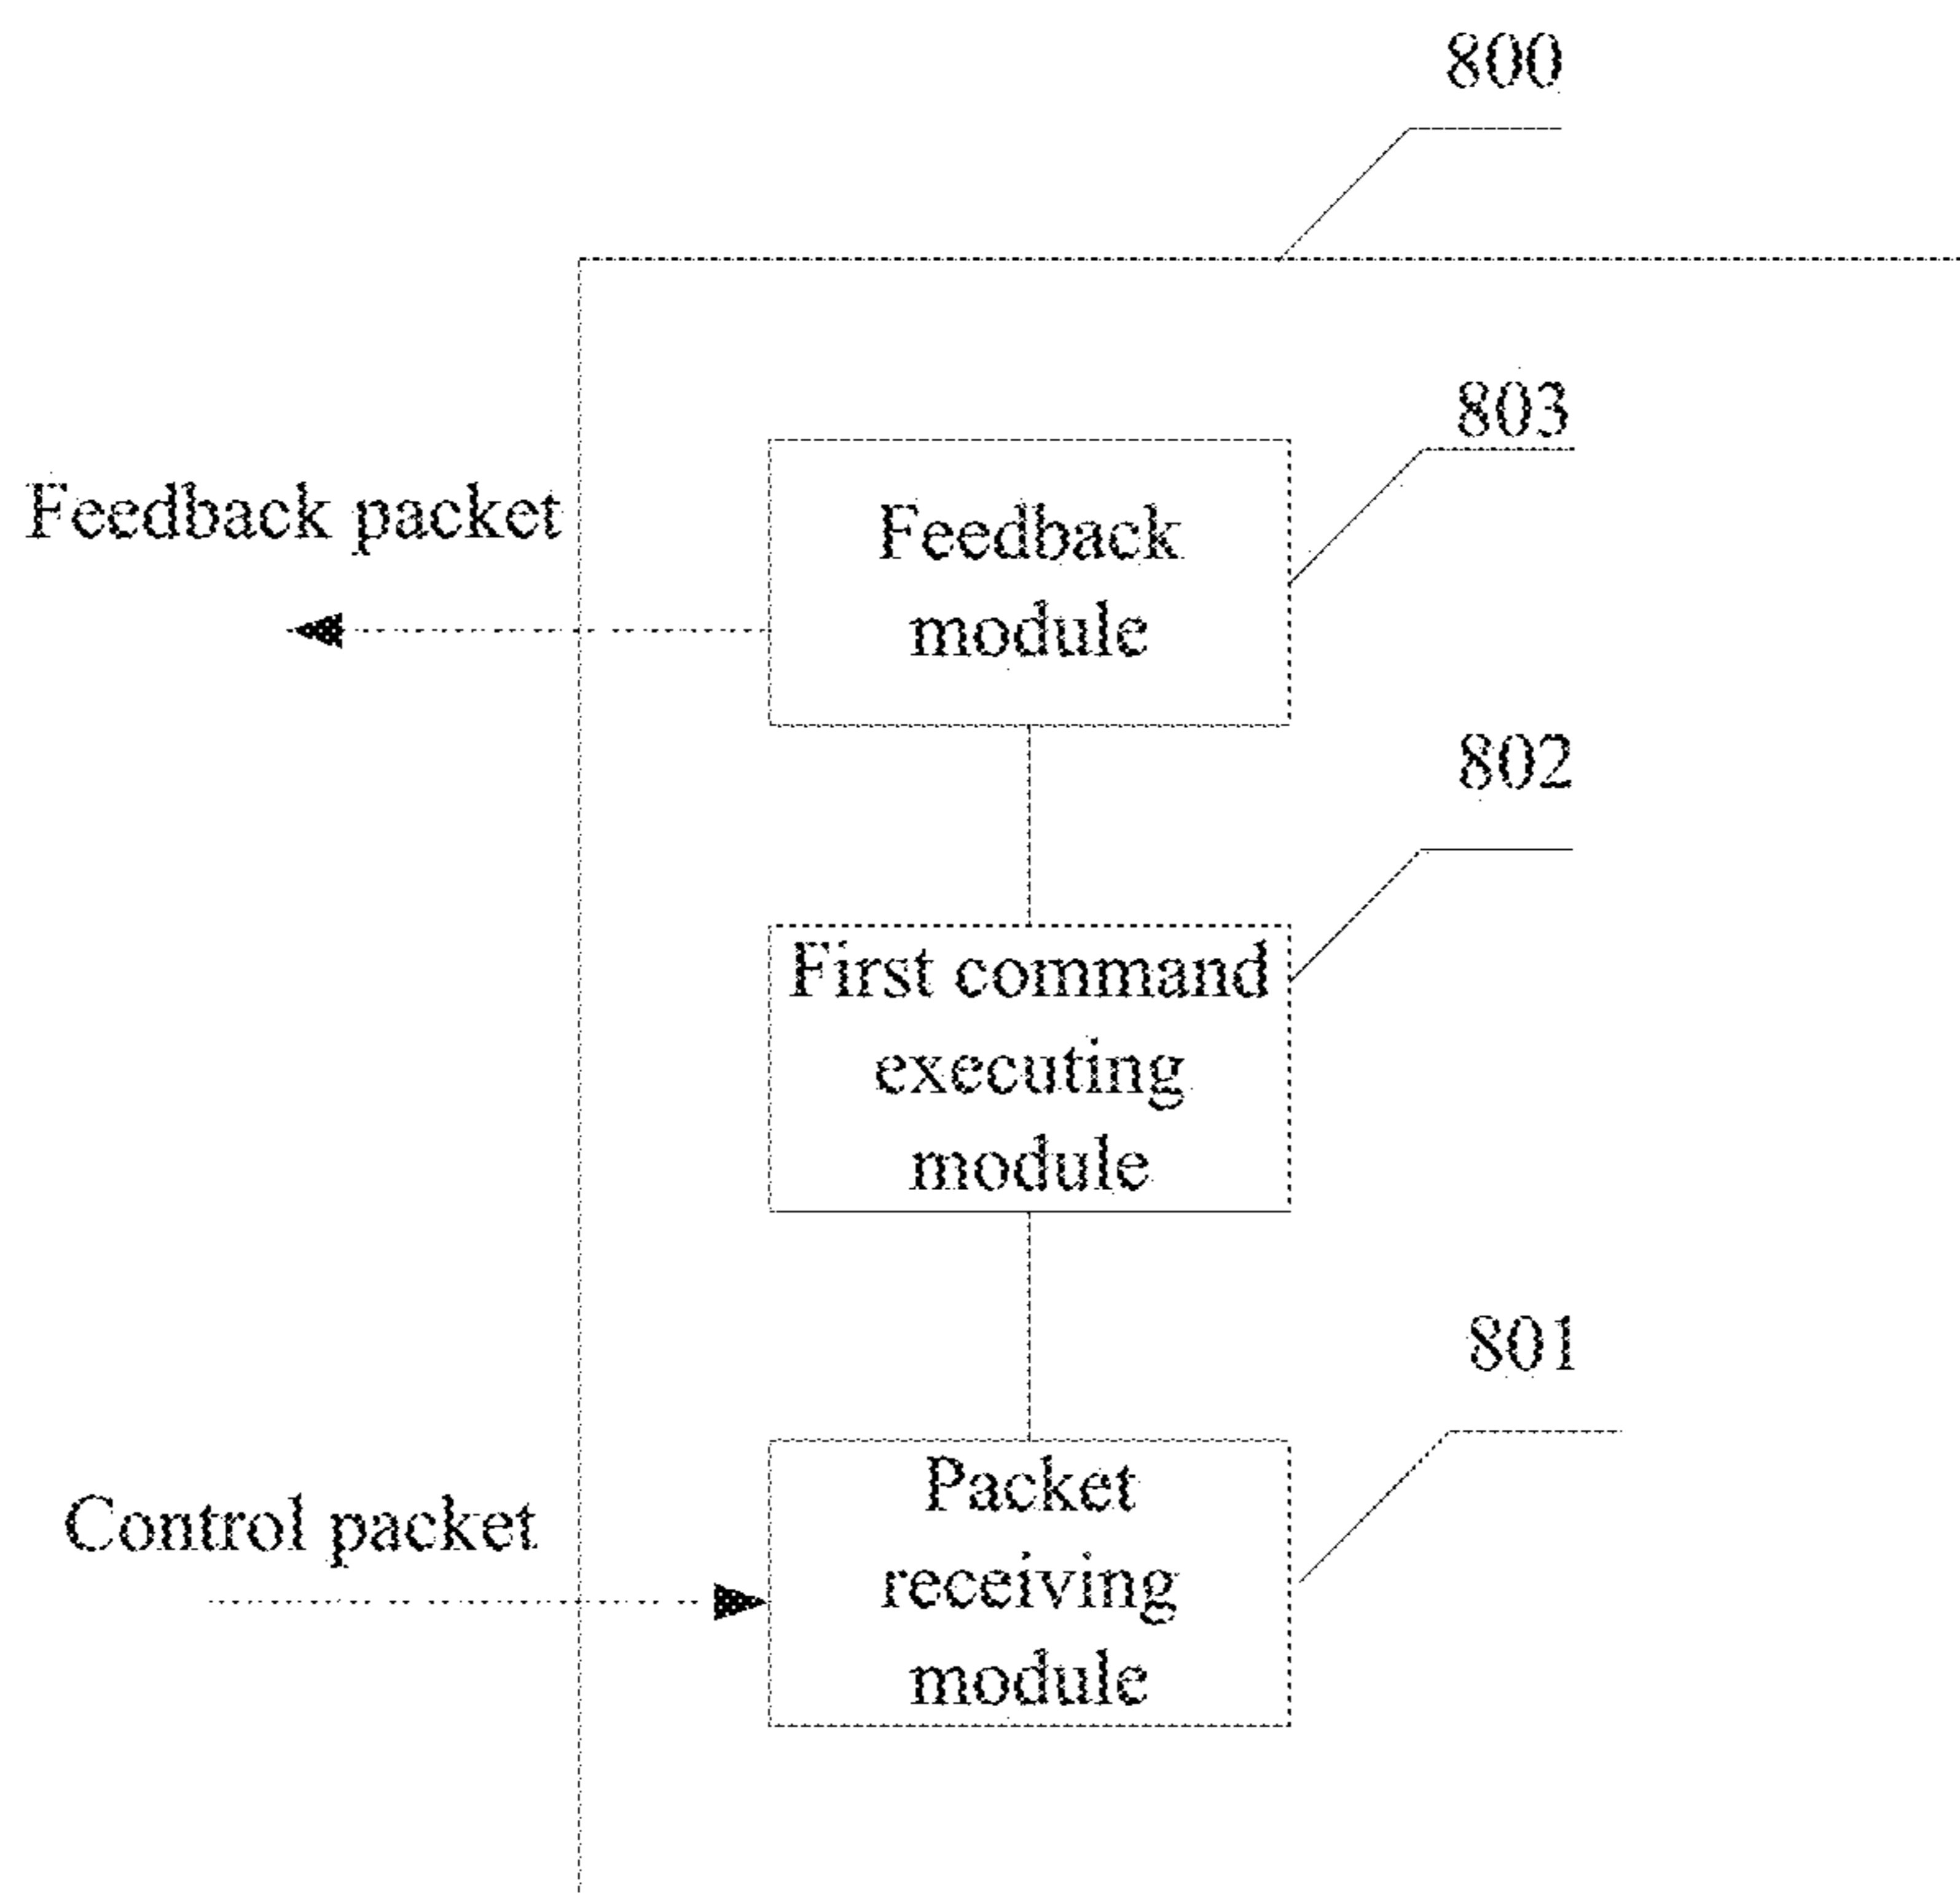 800
803
Feedback packet
Feedback
module
802
First command
executing
module
801
Control packet
Packet
receiving
module